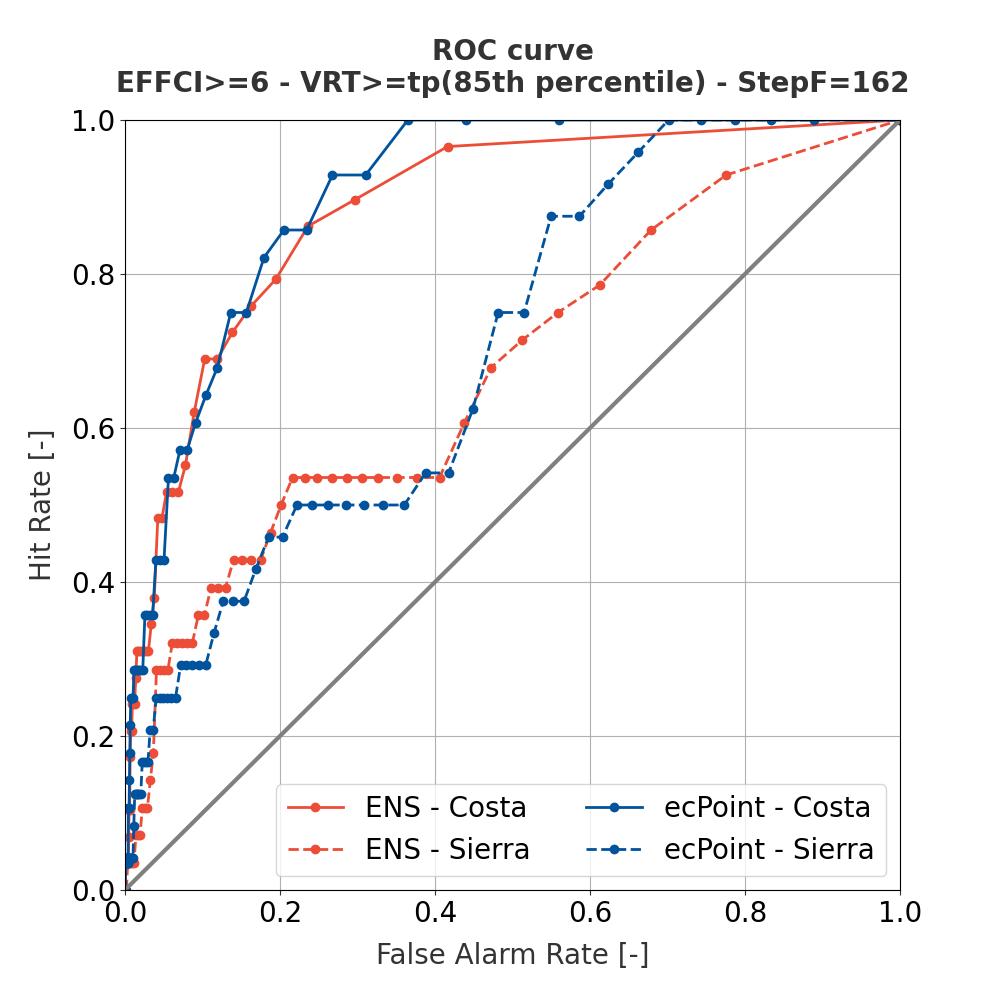 ROC curve
EFFCI>=6 - VRT>=tp(85th percentile) - StepF=162
1.0
0.8
0.6
0.4
0.2
0.0
Hit Rate [-]
ENS - Costa
ENS - Sierra
ecPoint - Costa
ecPoint - Sierra
0.0 0.2 0.4 0.6 0.8 1.0
False Alarm Rate [-]